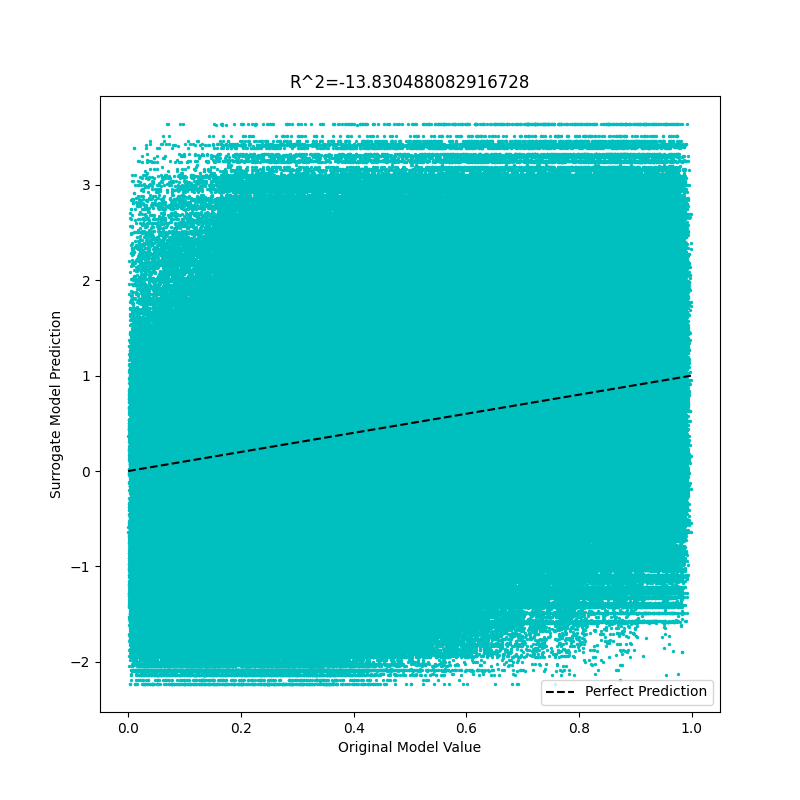 R^2=-13.830488082916728
Surrogate Model Prediction
3
2
1
0
−1
−2
0.0 0.2 0.4 0.6 0.8 1.0
Original Model Value
Perfect Prediction